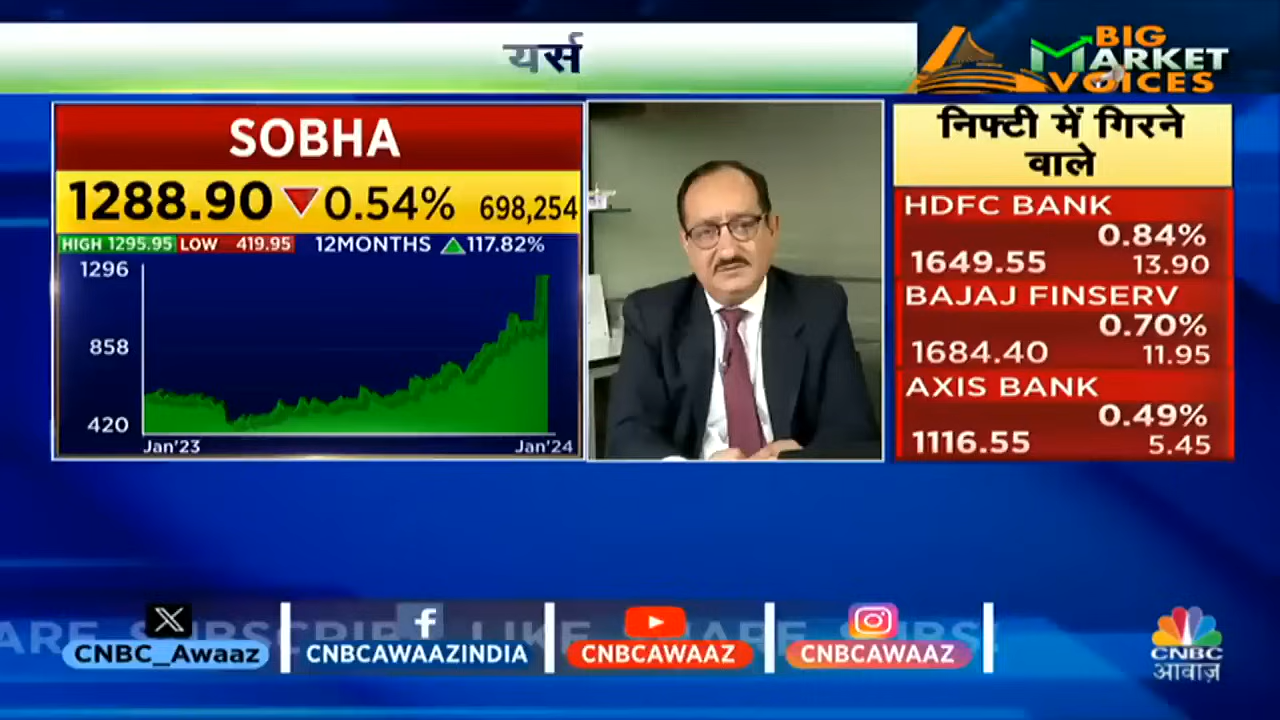 यर्स
BIG
MARKET
VOICES
SOBHA
1288.90 0.54% 698,254
HIGH 1295.95 LOW 419.95 12MONTHS 117.82%
1296
858
420
Jan'23 Jan'24
निफ्टी में गिरने
वाले
HDFC BANK
0.84%
1649.55 13.90
BAJAJ FINSERV
0.70%
1684.40 11.95
AXIS BANK
0.49%
1116.55 5.45
CNBC_Awaaz CNBCAWAAZINDIA CNBCAWAAZ CNBCAWAAZ
CNBC
आवाज़